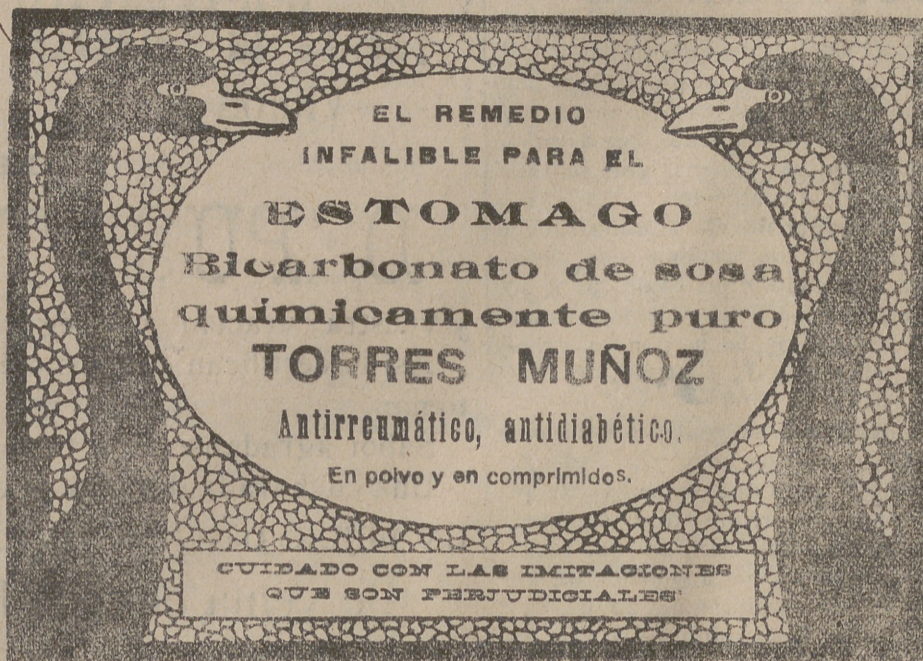 EL REMEDIO
INFALIBLE PARA EL
ESTOMAGO
Bicarbonato de sosa
químicamente puro
TORRES MUÑOZ
Antirreumático, antidiabético.
En polvo y en comprimidos.
CUIDADO CON LAS IMITACIONES
QUE SON PERJUDICIALES